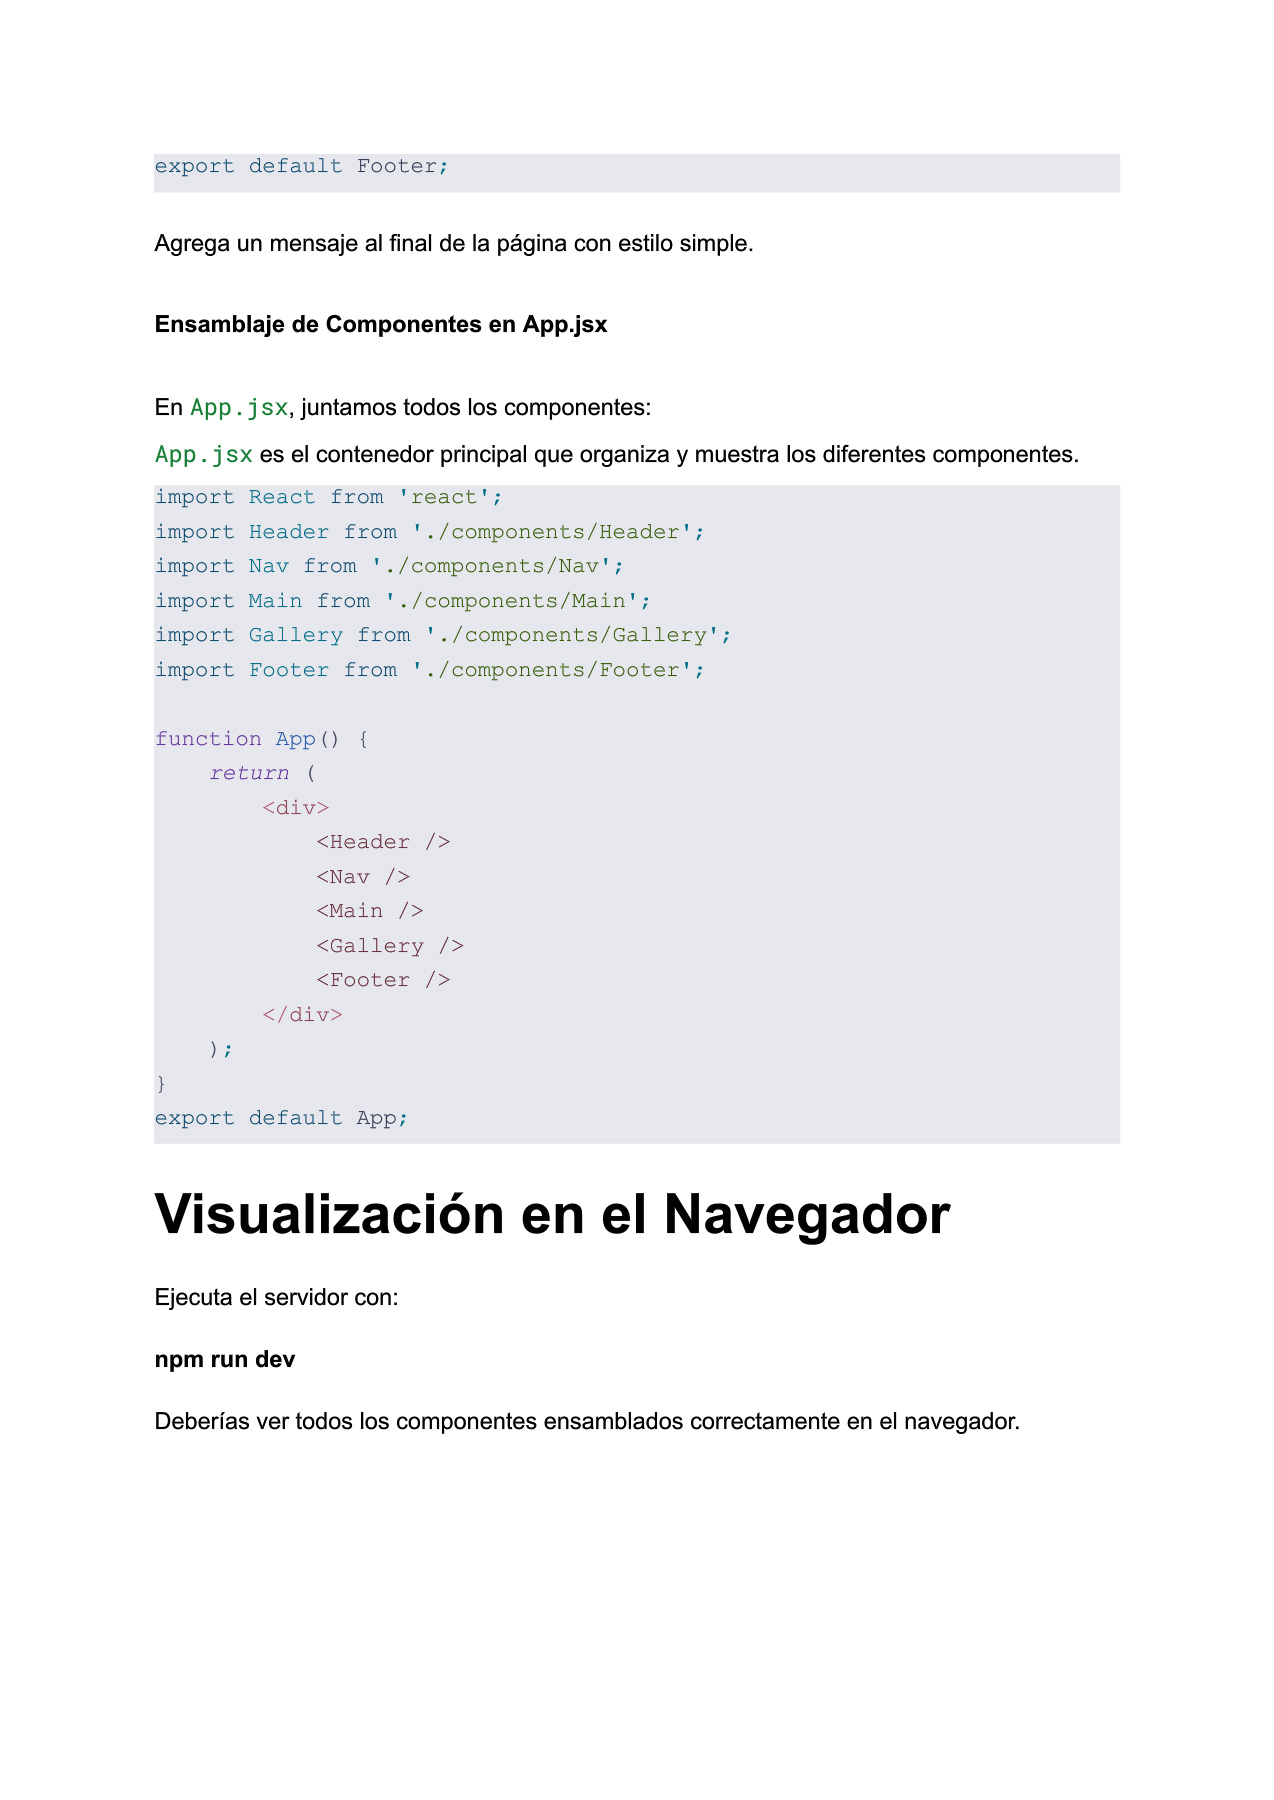 export default Footer;
Agrega un mensaje al final de la página con estilo simple.
Ensamblaje de Componentes en App.jsx
En App.jsx, juntamos todos los componentes:
App.jsx es el contenedor principal que organiza y muestra los diferentes componentes.
import React from 'react';
import Header from './components/Header';
import Nav from './components/Nav';
import Main from './components/Main';
import Gallery from './components/Gallery';
import Footer from './components/Footer';

function App() {
    return (
        <div>
            <Header />
            <Nav />
            <Main />
            <Gallery />
            <Footer />
        </div>
    );
}
export default App;
Visualización en el Navegador
Ejecuta el servidor con:
npm run dev
Deberías ver todos los componentes ensamblados correctamente en el navegador.